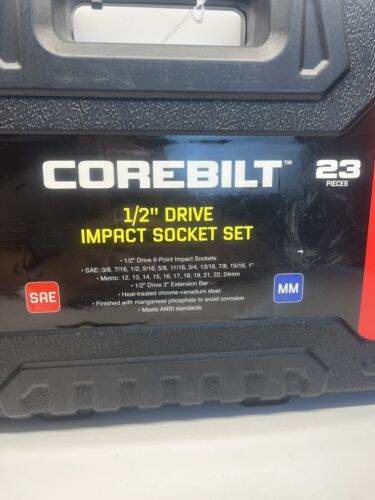 COREBILT™ 23
PIECES
1/2" DRIVE
IMPACT SOCKET SET
• 1/2" Drive 6-Point Impact Sockets:
• SAE: 3/8, 7/16, 1/2, 9/16, 5/8, 11/16, 3/4, 13/16, 7/8, 15/16, 1"
• Metric: 12, 13, 14, 15, 16, 17, 18, 19, 21, 22, 24mm
• 1/2" Drive 3" Extension Bar
• Heat-treated chrome-vanadium steel
• Finished with manganese phosphate to avoid corrosion
• Meets ANSI standards
SAE
MM